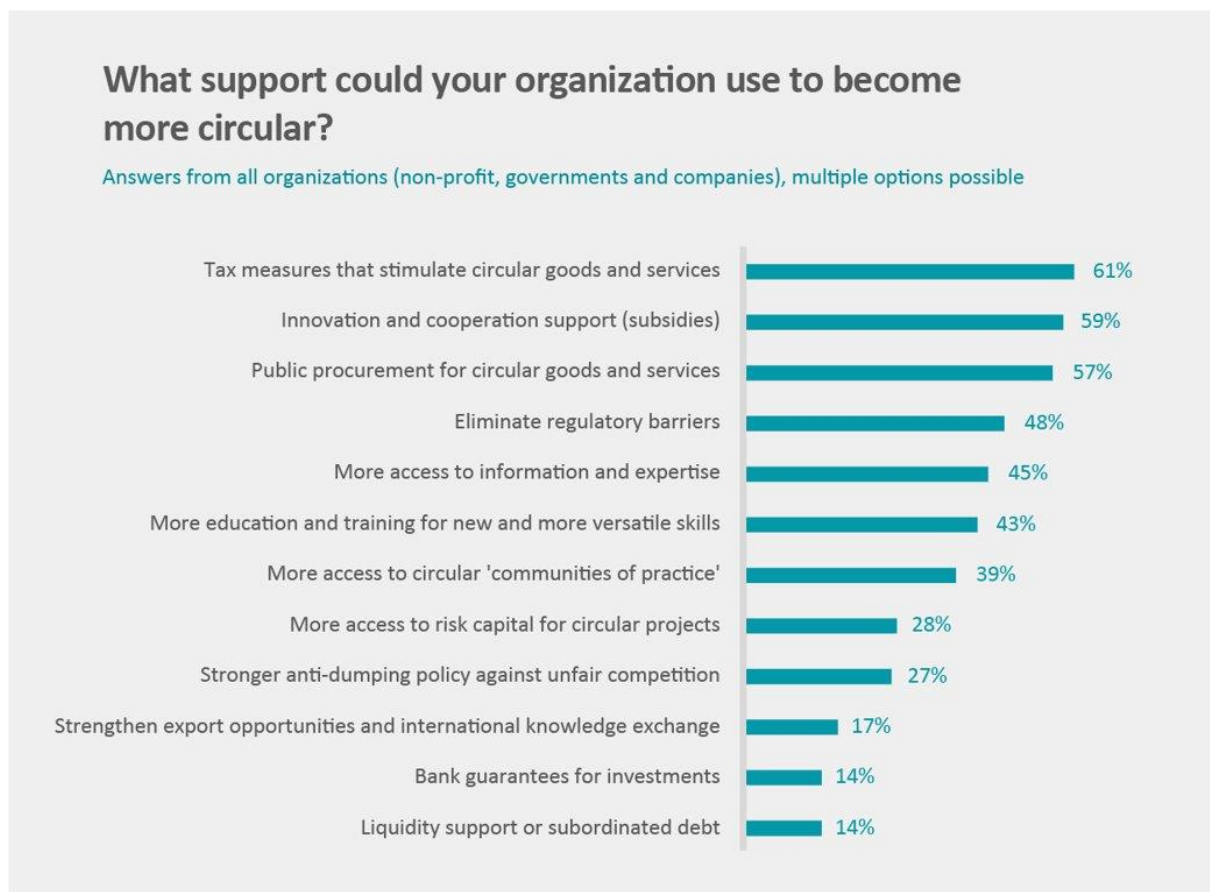 What support could your organization use to become
more circular?
Answers from all organizations (non-profit, governments and companies), multiple options possible
Tax measures that stimulate circular goods and services 61%
Innovation and cooperation support (subsidies) 59%
Public procurement for circular goods and services 57%
Eliminate regulatory barriers 48%
More access to information and expertise 45%
More education and training for new and more versatile skills 43%
More access to circular 'communities of practice' 39%
More access to risk capital for circular projects 28%
Stronger anti-dumping policy against unfair competition 27%
Strengthen export opportunities and international knowledge exchange 17%
Bank guarantees for investments 14%
Liquidity support or subordinated debt 14%